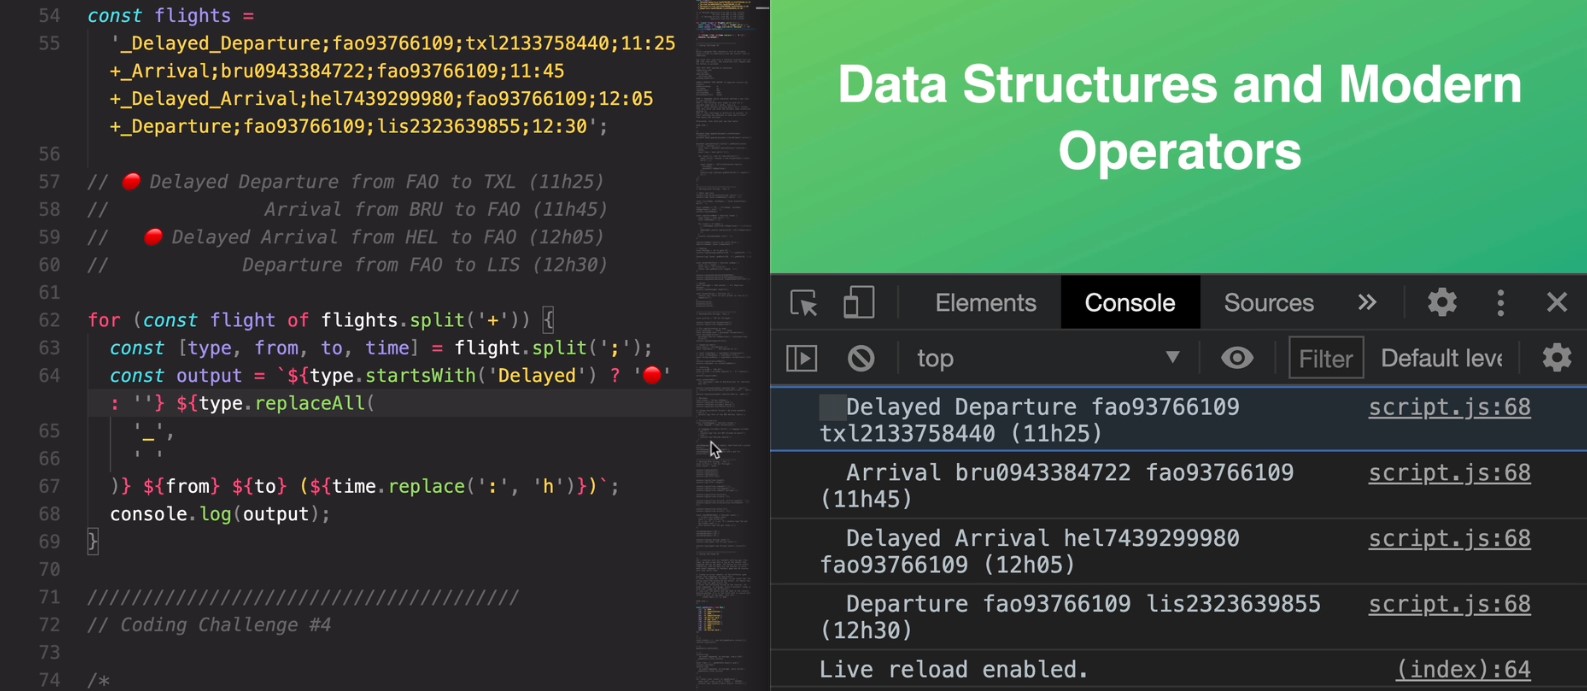 54 const flights =
55 '_Delayed_Departure;fao93766109;txl2133758440;11:25
+_Arrival;bru0943384722;fao93766109;11:45
+_Delayed_Arrival;hel7439299980;fao93766109;12:05
+_Departure;fao93766109;lis2323639855;12:30';
56
57 // 🔴 Delayed Departure from FAO to TXL (11h25)
58 // Arrival from BRU to FAO (11h45)
59 // 🔴 Delayed Arrival from HEL to FAO (12h05)
60 // Departure from FAO to LIS (12h30)
61
62 for (const flight of flights.split('+')) {
63 const [type, from, to, time] = flight.split(';');
64 const output = `${type.startsWith('Delayed') ? '🔴'
: ''} ${type.replaceAll(
65 '_',
66 ' '
67 )} ${from} ${to} (${time.replace(':', 'h')})`;
68 console.log(output);
69 }
70
71 ///////////////////////////////////////
72 // Coding Challenge #4
73
74 /*
Data Structures and Modern
Operators
Elements Console Sources »
top Filter Default leve
Delayed Departure fao93766109 script.js:68
txl2133758440 (11h25)
Arrival bru0943384722 fao93766109 script.js:68
(11h45)
Delayed Arrival hel7439299980 script.js:68
fao93766109 (12h05)
Departure fao93766109 lis2323639855 script.js:68
(12h30)
Live reload enabled. (index):64